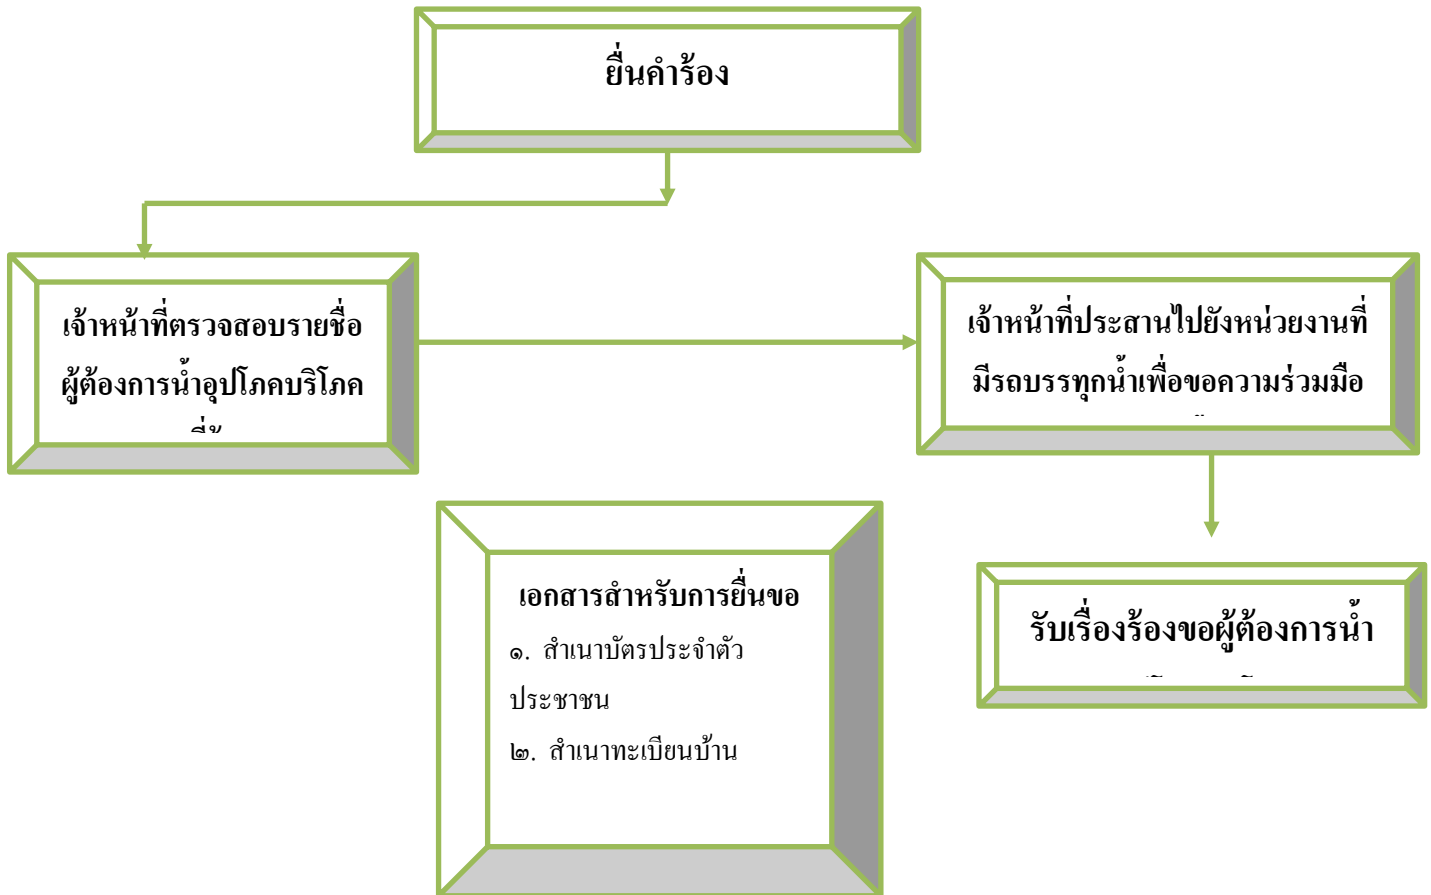 ยื่นคำร้อง
เจ้าหน้าที่ตรวจสอบรายชื่อ
ผู้ต้องการน้ำอุปโภคบริโภค
เจ้าหน้าที่ประสานไปยังหน่วยงานที่
มีรถบรรทุกน้ำเพื่อขอความร่วมมือ
เอกสารสำหรับการยื่นขอ
๑. สำเนาบัตรประจำตัว
ประชาชน
๒. สำเนาทะเบียนบ้าน
รับเรื่องร้องขอผู้ต้องการน้ำ